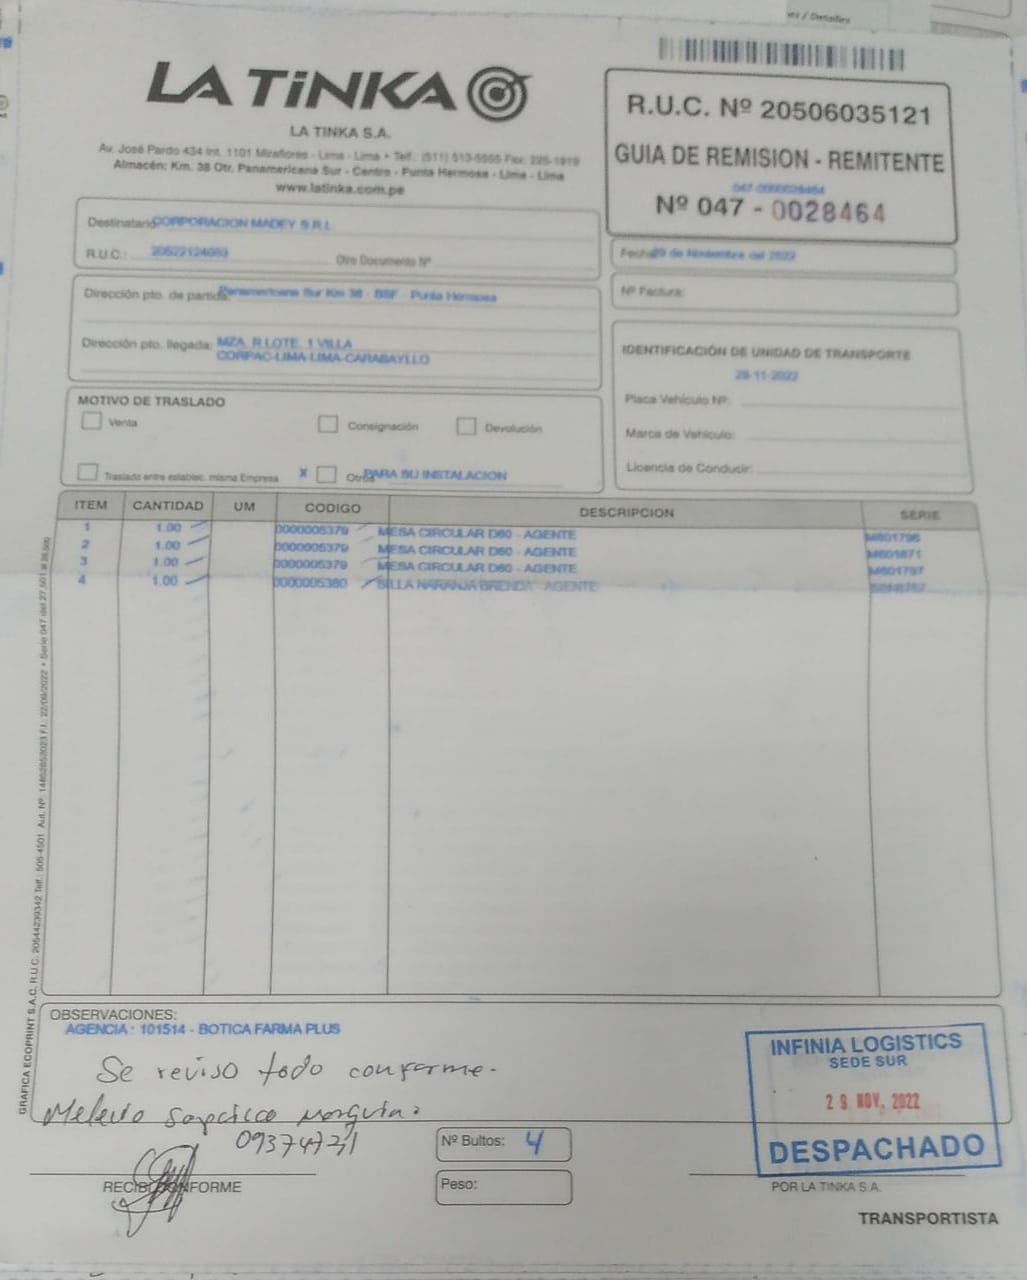 LA TiNKA
LA TINKA S.A.
Av. José Pardo 434 Int. 1101 Miraflores - Lima - Lima • Telf.: (511) 513-5555 Fax: 225-1919
Almacén: Km. 38 Otr. Panamericana Sur - Centro - Punta Hermosa - Lima - Lima
www.latinka.com.pe
R.U.C. Nº 20506035121
GUIA DE REMISION - REMITENTE
047-0000028464
Nº 047 - 0028464
Destinatario: CORPORACION MADEY S.R.L
R.U.C.: 20522124053
Otro Documento Nº
Fecha: 29 de Noviembre del 2022
Nº Factura:
Dirección pto. de partida: Panamericana Sur Km 38 - BSF - Punta Hermosa
Dirección pto. llegada: MZA. R LOTE. 1 VILLA
CORPAC-LIMA-LIMA-CARABAYLLO
IDENTIFICACIÓN DE UNIDAD DE TRANSPORTE
29-11-2022
Placa Vehículo Nº:
Marca de Vehículo:
Licencia de Conducir:
MOTIVO DE TRASLADO
Venta
Consignación
Devolución
Traslado entre establec. misma Empresa
X Otros PARA SU INSTALACION
ITEM CANTIDAD UM CODIGO DESCRIPCION SERIE
1 1.00 0000005379 MESA CIRCULAR D60 - AGENTE M601796
2 1.00 0000005379 MESA CIRCULAR D60 - AGENTE M601871
3 1.00 0000005379 MESA CIRCULAR D60 - AGENTE M601797
4 1.00 0000005380 SILLA NARANJA BRENDA - AGENTE
OBSERVACIONES:
AGENCIA : 101514 - BOTICA FARMA PLUS
Se reviso todo conforme.
09374721
INFINIA LOGISTICS
SEDE SUR
29 NOV. 2022
DESPACHADO
Nº Bultos: 4
Peso:
RECIBI CONFORME
POR LA TINKA S.A.
TRANSPORTISTA
GRAFICA ECOPRINT S.A.C. R.U.C. 20544239342 Telf.: 505-4501 Aut. Nº. 14852852023 F.I.: 22/09/2022 • Serie 047 del 27,501 al 28,500